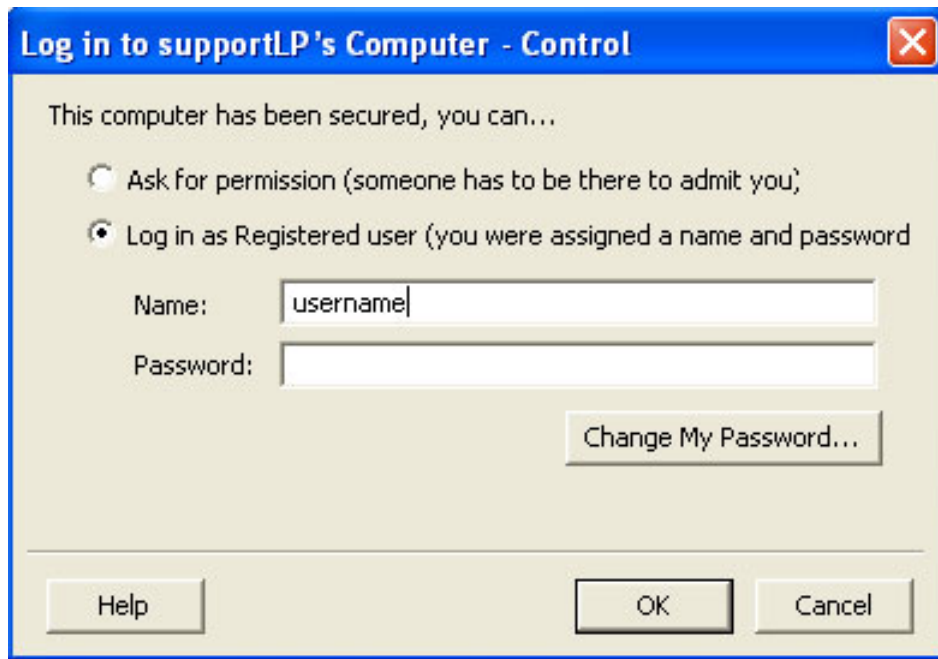 Log in to supportLP's Computer - Control
This computer has been secured, you can...
Ask for permission (someone has to be there to admit you)
Log in as Registered user (you were assigned a name and password
Name: username
Password:
Change My Password...
Help OK Cancel